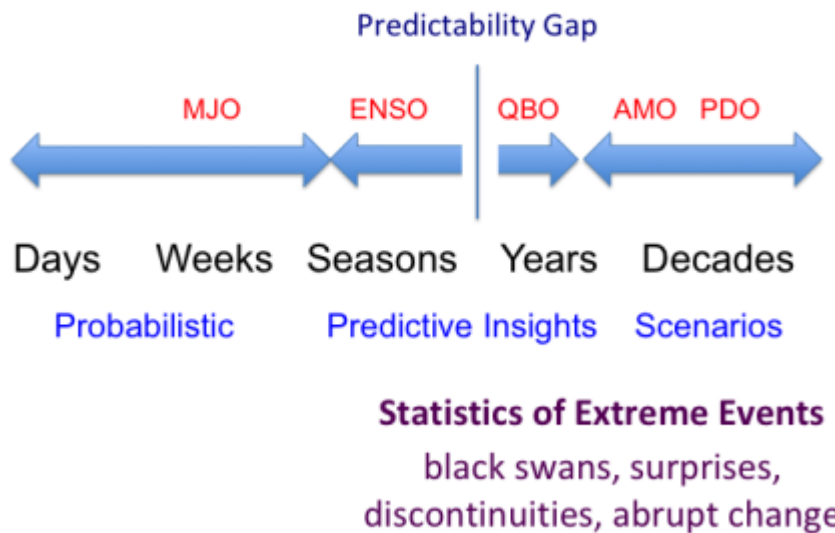 Predictability Gap
MJO ENSO QBO AMO PDO
Days Weeks Seasons Years Decades
Probabilistic Predictive Insights Scenarios
Statistics of Extreme Events
black swans, surprises,
discontinuities, abrupt change